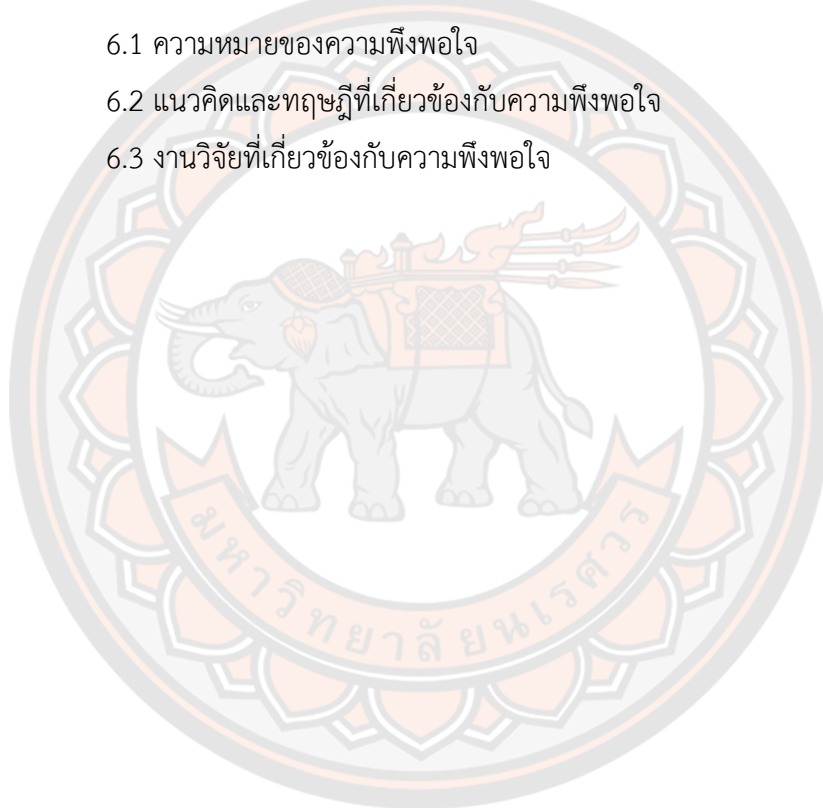 6.1 ความหมายของความพึงพอใจ
6.2 แนวคิดและทฤษฎีที่เกี่ยวข้องกับความพึงพอใจ
6.3 งานวิจัยที่เกี่ยวข้องกับความพึงพอใจ
มหาวิทยาลัยนเรศวร